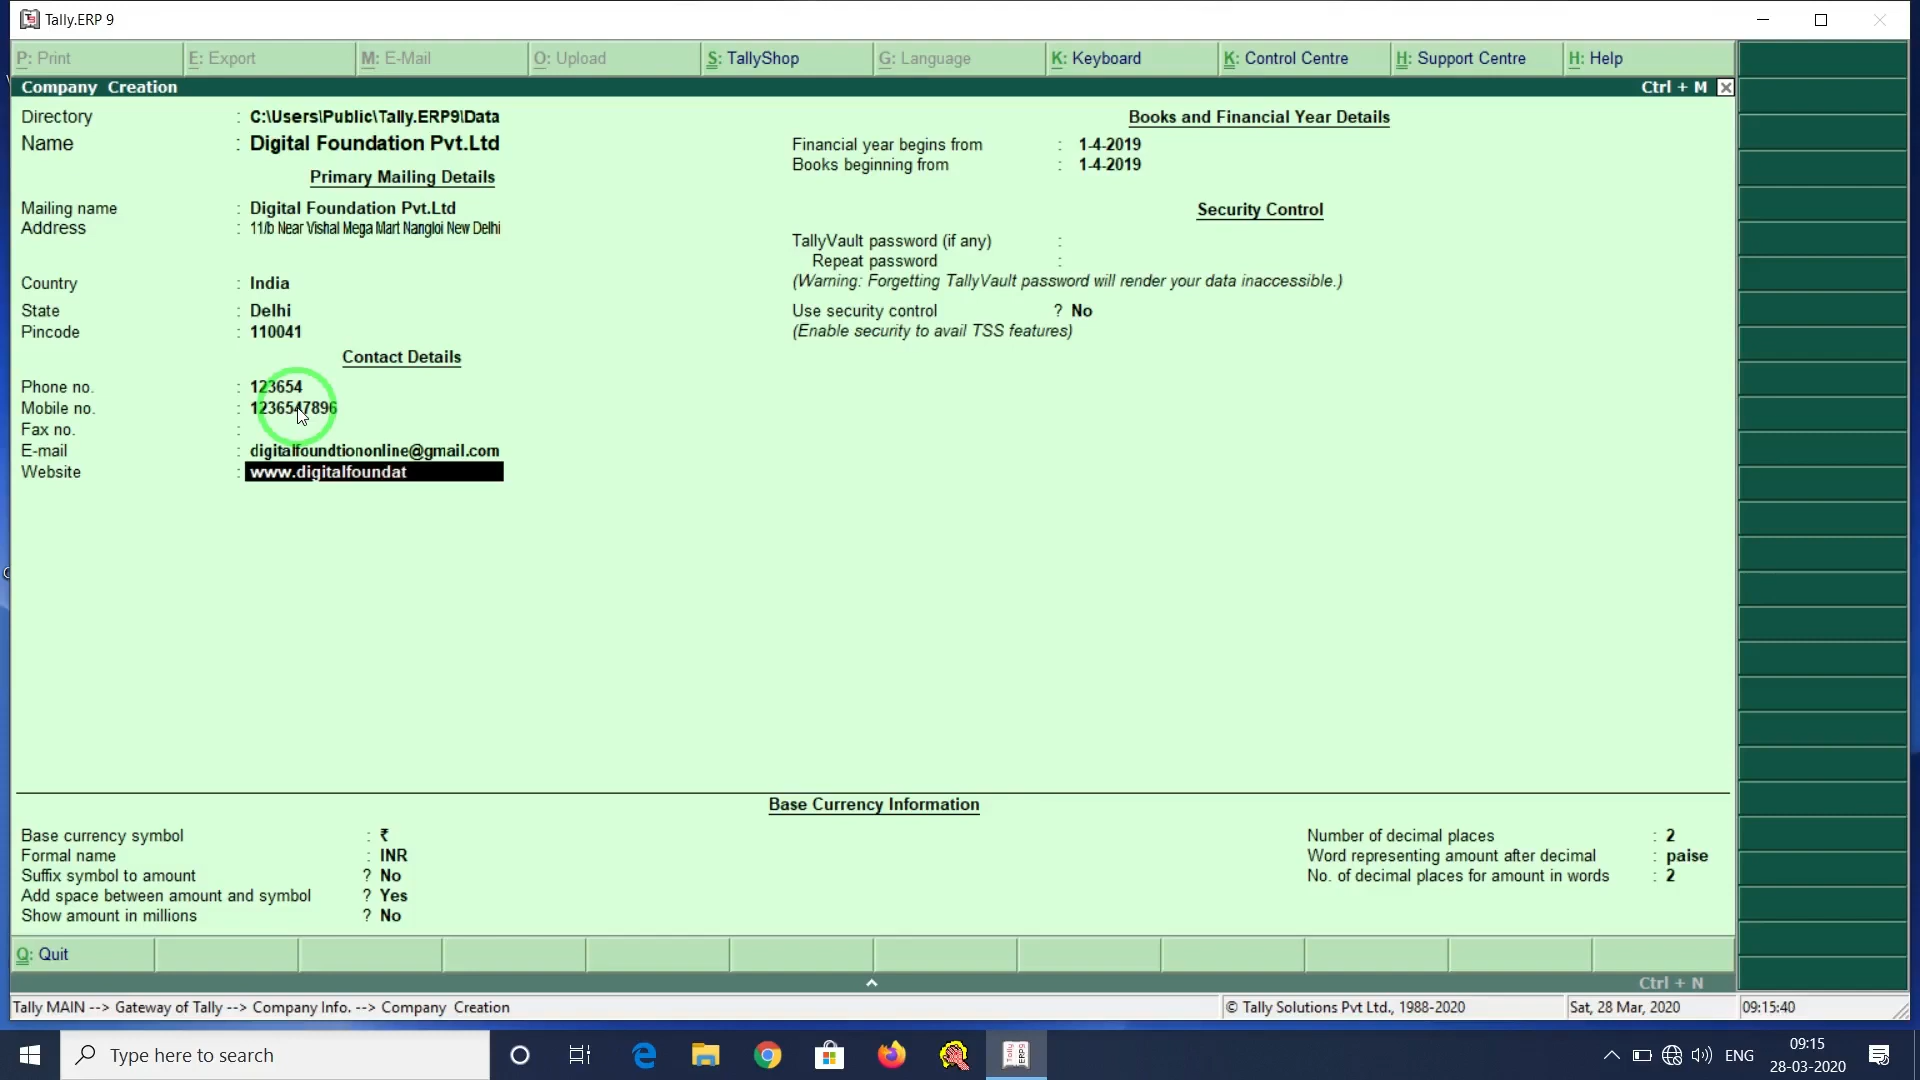 Tally.ERP 9
P: Print E: Export M: E-Mail O: Upload S: TallyShop G: Language K: Keyboard K: Control Centre H: Support Centre H: Help
Company Creation Ctrl + M
Directory : C:\Users\Public\Tally.ERP9\Data
Name : Digital Foundation Pvt.Ltd
Primary Mailing Details
Mailing name : Digital Foundation Pvt.Ltd
Address : 11/b Near Vishal Mega Mart Nangloi New Delhi
Country : India
State : Delhi
Pincode : 110041
Contact Details
Phone no. : 123654
Mobile no. : 1236547896
Fax no. :
E-mail : digitalfoundtiononline@gmail.com
Website : www.digitalfoundat
Books and Financial Year Details
Financial year begins from : 1-4-2019
Books beginning from : 1-4-2019
Security Control
TallyVault password (if any) :
Repeat password :
(Warning: Forgetting TallyVault password will render your data inaccessible.)
Use security control ? No
(Enable security to avail TSS features)
Base Currency Information
Base currency symbol : ₹
Formal name : INR
Suffix symbol to amount ? No
Add space between amount and symbol ? Yes
Show amount in millions ? No
Number of decimal places : 2
Word representing amount after decimal : paise
No. of decimal places for amount in words : 2
Q: Quit
Ctrl + N
Tally MAIN --> Gateway of Tally --> Company Info. --> Company Creation © Tally Solutions Pvt Ltd., 1988-2020 Sat, 28 Mar, 2020 09:15:40
Type here to search
ENG
09:15
28-03-2020